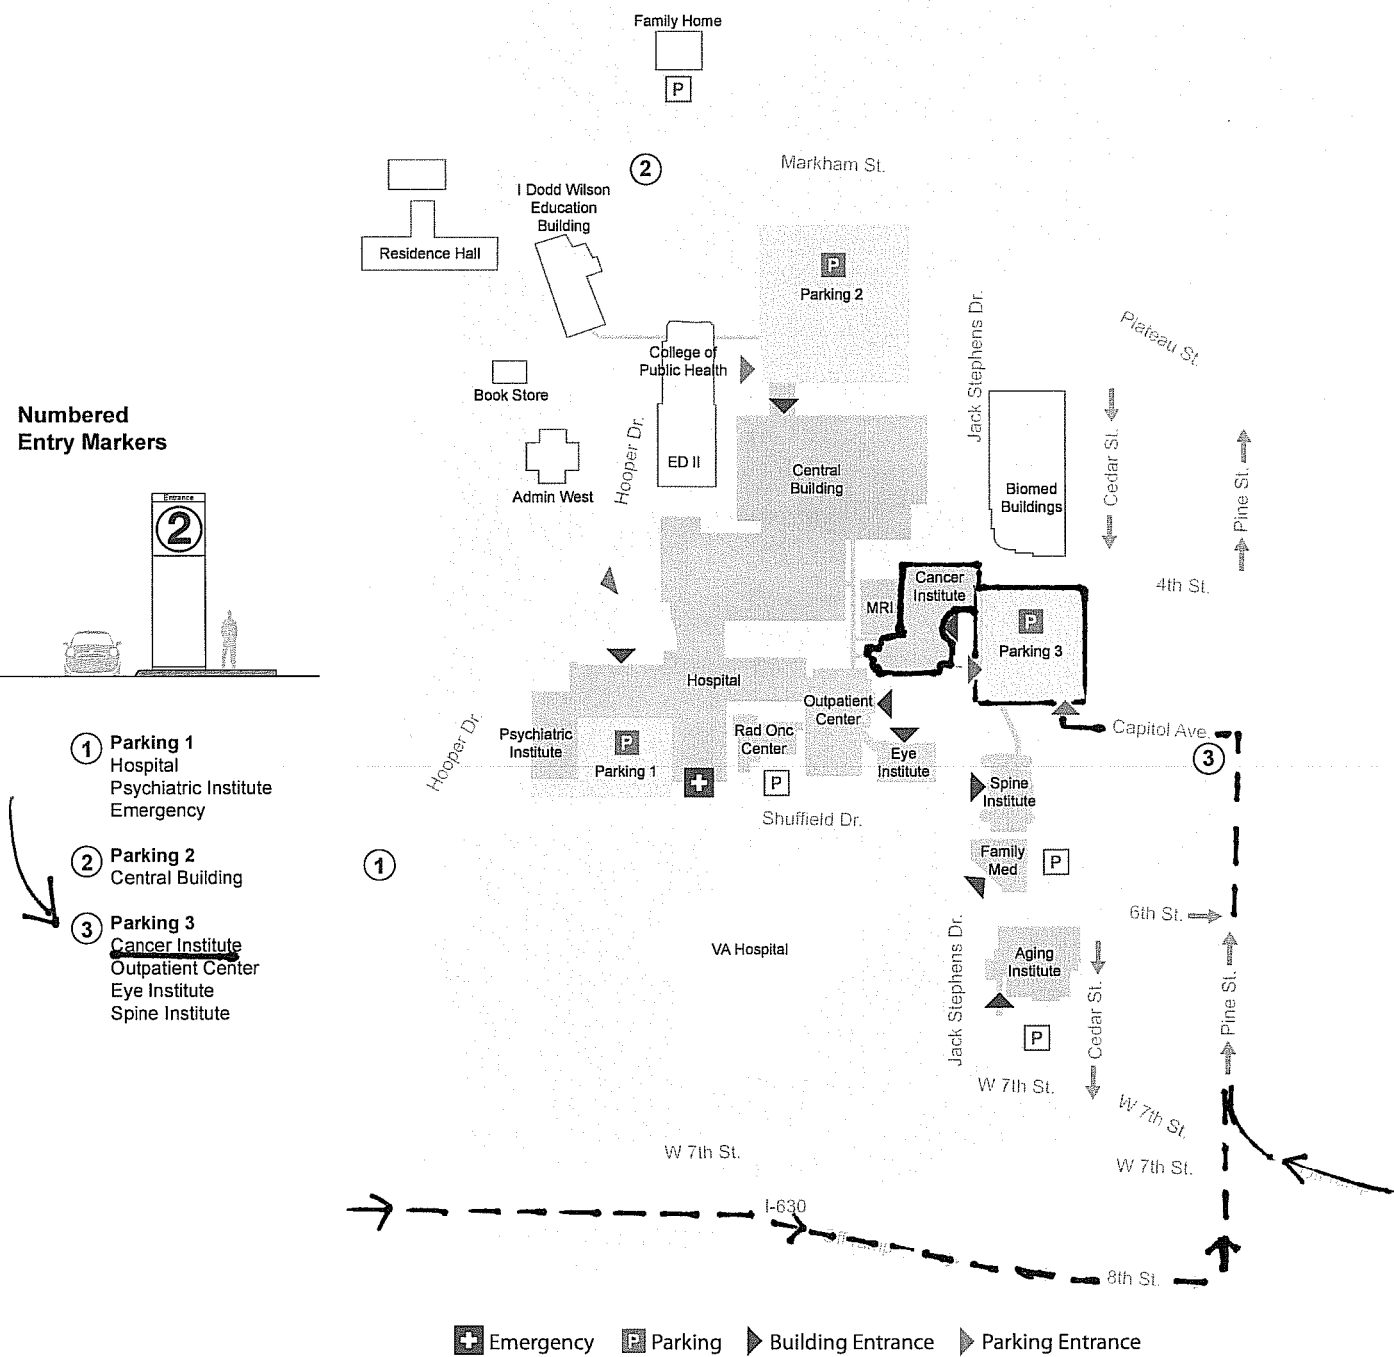 Family Home
P
2
Markham St.
I Dodd Wilson
Education
Building
Residence Hall
P
Parking 2
Jack Stephens Dr.
Plateau St.
College of
Public Health
Book Store
Numbered
Entry Markers
Hooper Dr.
ED II
Admin West
Central
Building
Biomed
Buildings
Cedar St.
Pine St.
Entrance
2
4th St.
Cancer
Institute
MRI
P
Parking 3
Hospital
Outpatient
Center
Capitol Ave.
3
Hooper Dr.
Psychiatric
Institute
P
Parking 1
Rad Onc
Center
P
Eye
Institute
Spine
Institute
Shuffield Dr.
1 Parking 1
Hospital
Psychiatric Institute
Emergency
2 Parking 2
Central Building
3 Parking 3
Cancer Institute
Outpatient Center
Eye Institute
Spine Institute
1
Family
Med
P
6th St.
VA Hospital
Jack Stephens Dr.
Aging
Institute
P
Cedar St.
Pine St.
W 7th St.
W 7th St.
W 7th St.
W 7th St.
I-630
8th St.
Emergency
P Parking
Building Entrance
Parking Entrance